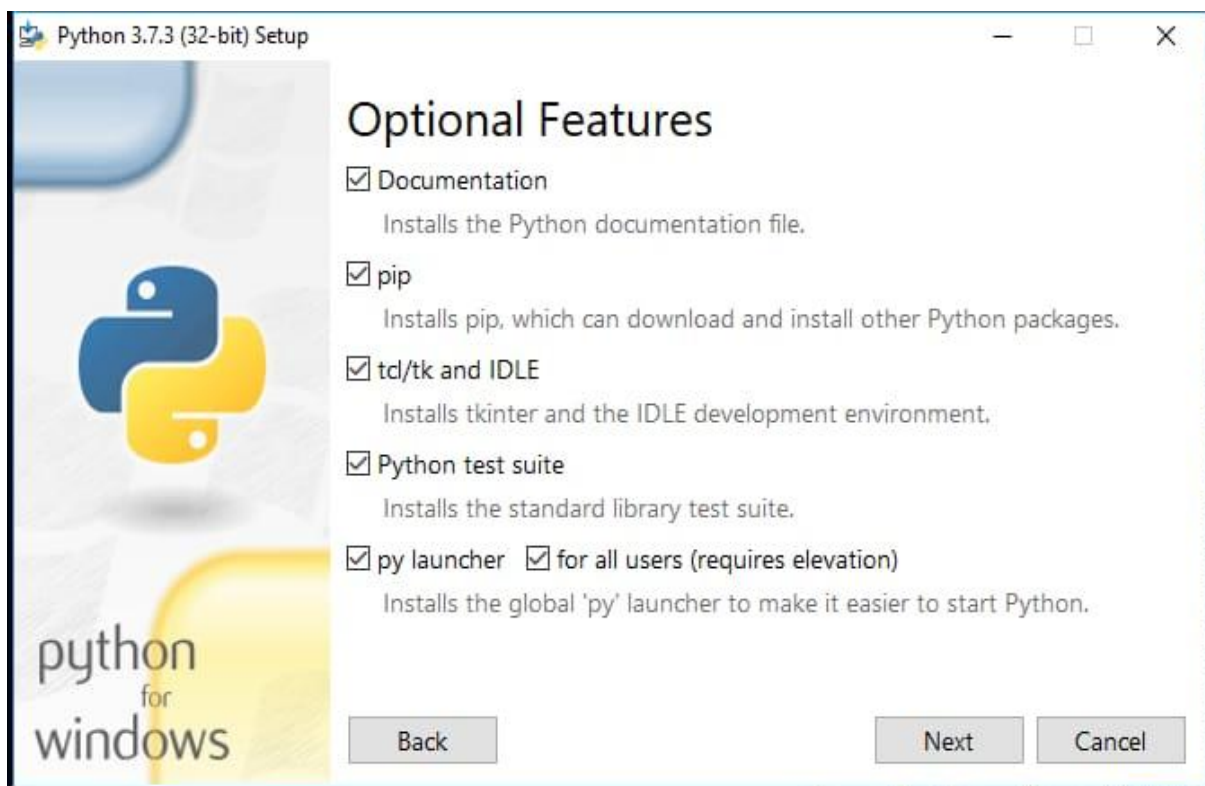 Python 3.7.3 (32-bit) Setup
Optional Features
Documentation
Installs the Python documentation file.
pip
Installs pip, which can download and install other Python packages.
tcl/tk and IDLE
Installs tkinter and the IDLE development environment.
Python test suite
Installs the standard library test suite.
py launcher for all users (requires elevation)
Installs the global 'py' launcher to make it easier to start Python.
python
for
windows
Back Next Cancel